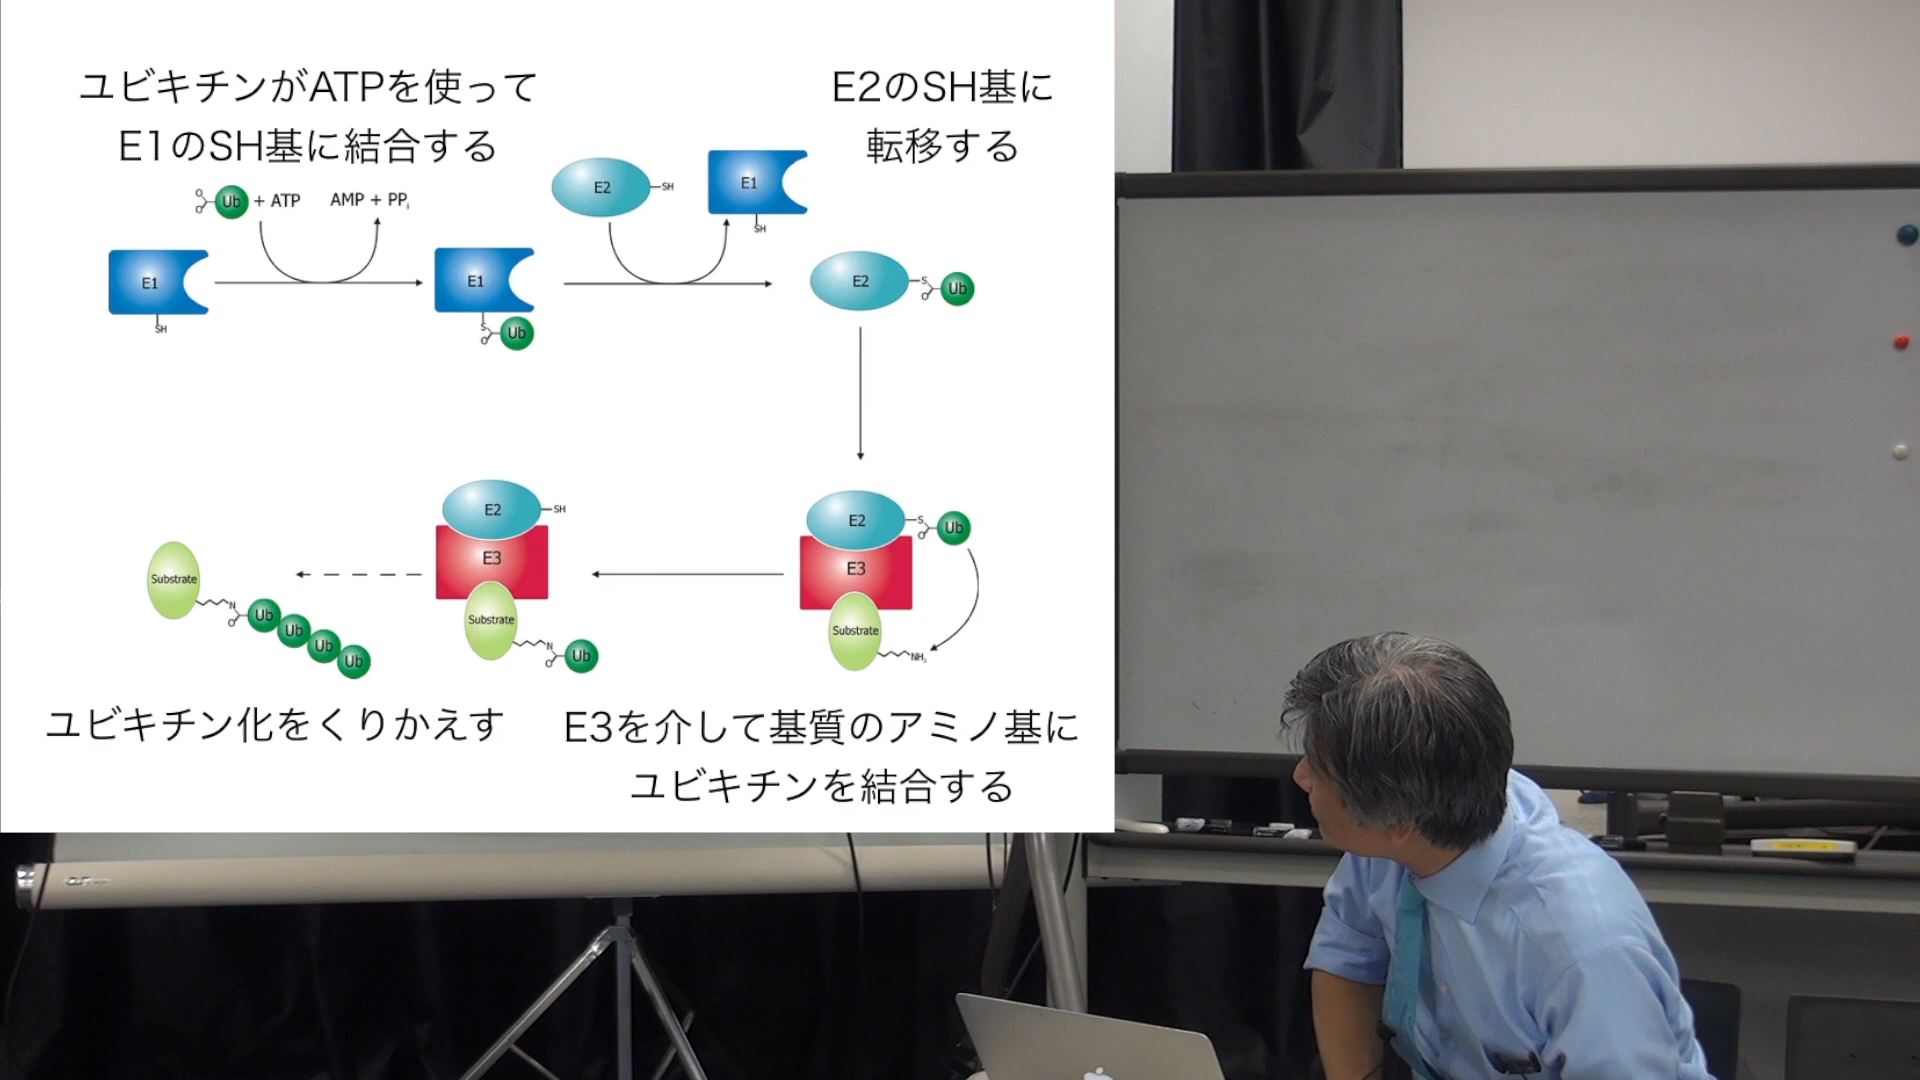 ユビキチンがATPを使って
E1のSH基に結合する
E2のSH基に
転移する
Ub + ATP AMP + PPi
O
O
E2 SH
E1
SH
E1
SH
E1
S
O
Ub
E2 S
O
Ub
E2 SH
E3
Substrate
N
O
Ub
E2 S
O
Ub
E3
Substrate
NH2
Substrate
N
O
Ub
Ub
Ub
Ub
ユビキチン化をくりかえす
E3を介して基質のアミノ基に
ユビキチンを結合する